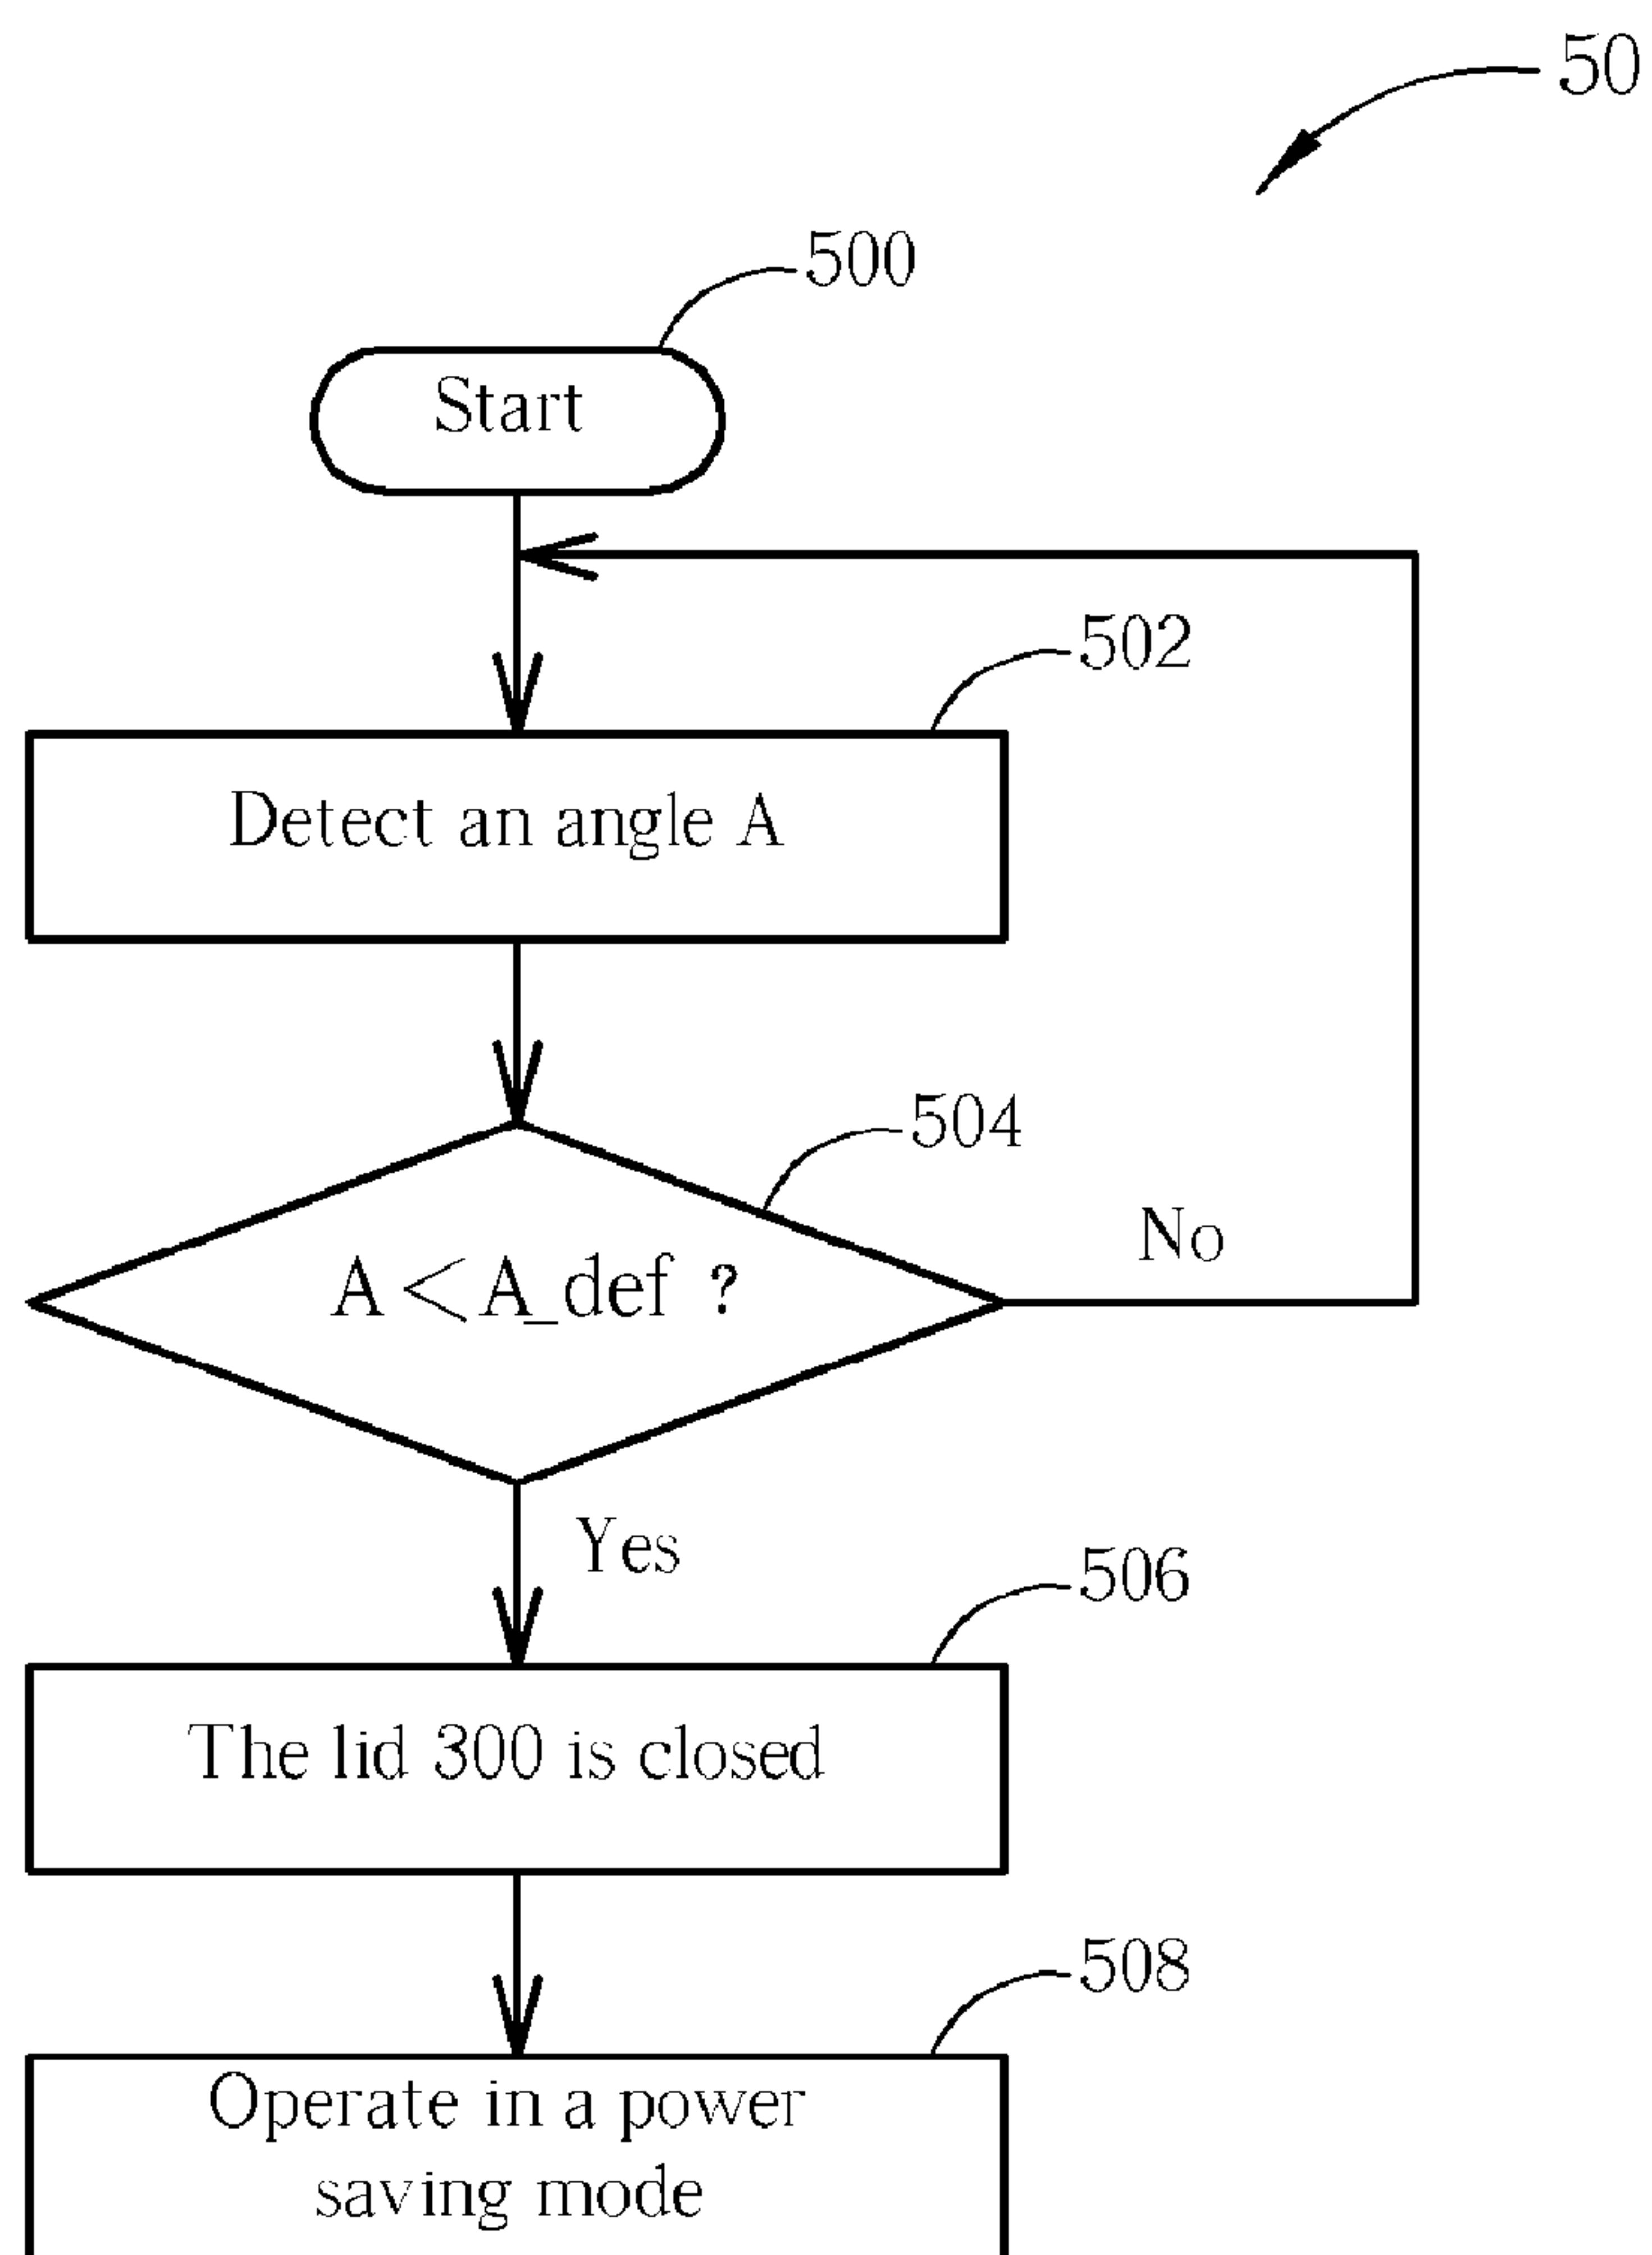 50
500
Start
502
Detect an angle A
504
A<A_def ?
No
Yes
506
The lid 300 is closed
508
Operate in a power
saving mode